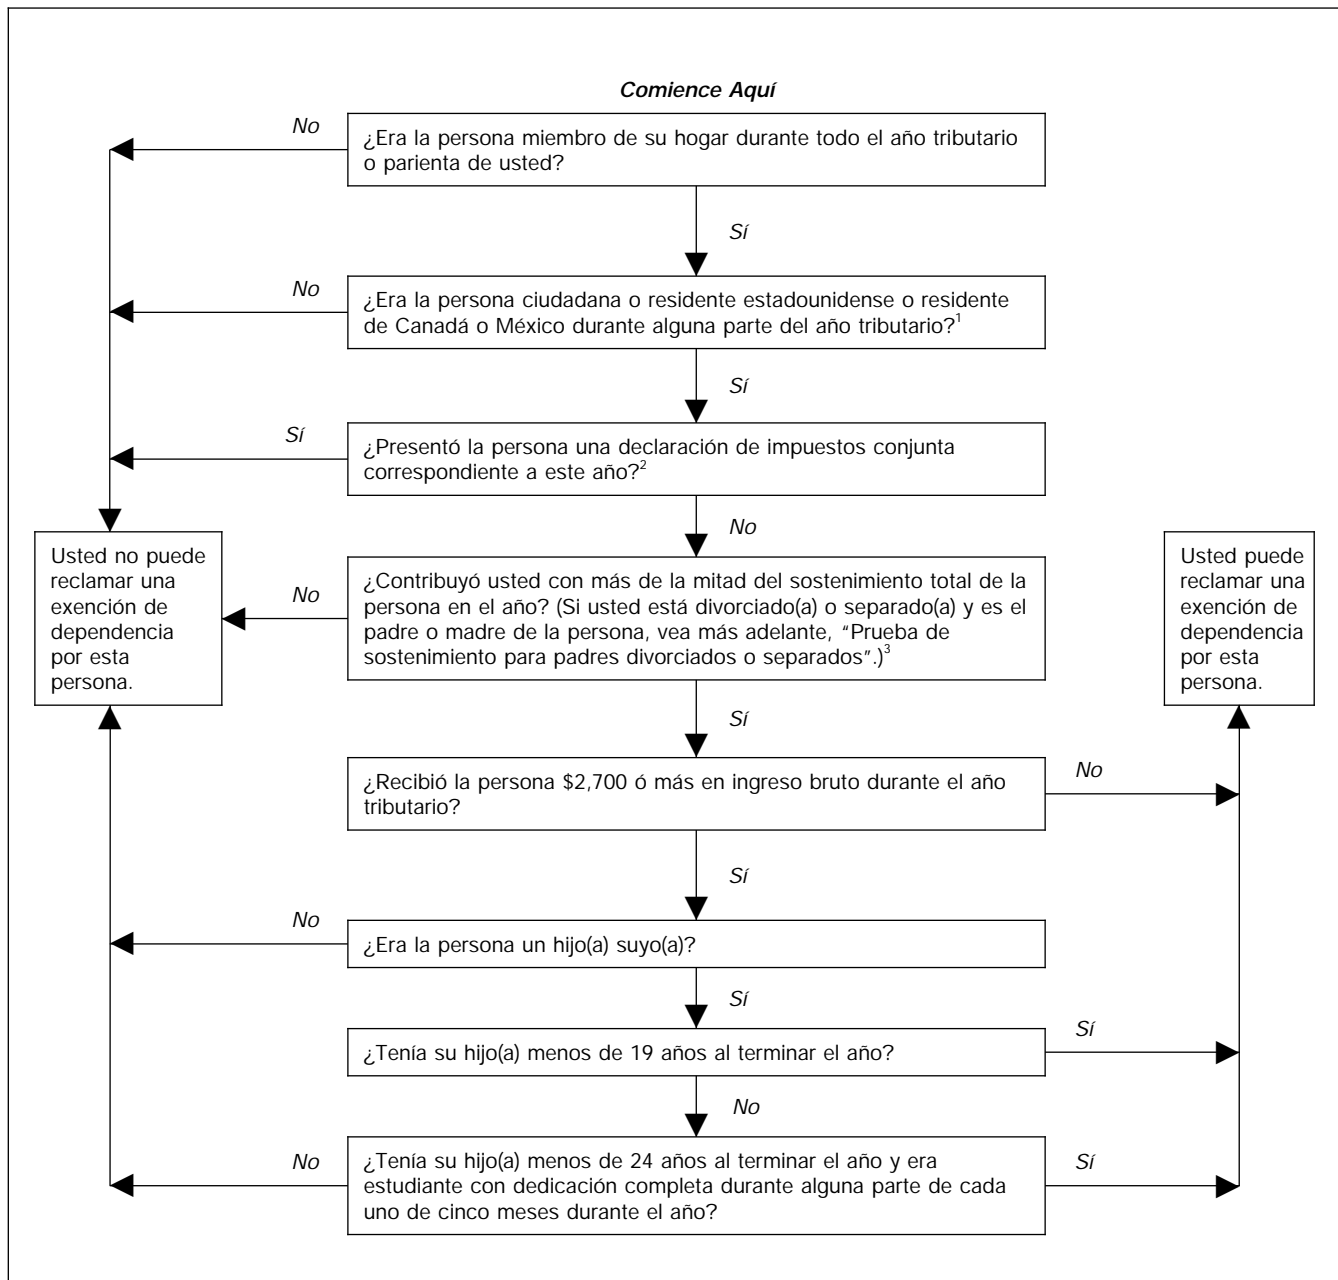 Comience Aquí
No
¿Era la persona miembro de su hogar durante todo el año tributario
o parienta de usted?
Sí
No
¿Era la persona ciudadana o residente estadounidense o residente
de Canadá o México durante alguna parte del año tributario?1
Sí
Sí
¿Presentó la persona una declaración de impuestos conjunta
correspondiente a este año?2
No
Usted no puede
reclamar una
exención de
dependencia
por esta
persona.
No
¿Contribuyó usted con más de la mitad del sostenimiento total de la
persona en el año? (Si usted está divorciado(a) o separado(a) y es el
padre o madre de la persona, vea más adelante, “Prueba de
sostenimiento para padres divorciados o separados”.)3
Usted puede
reclamar una
exención de
dependencia
por esta
persona.
Sí
¿Recibió la persona $2,700 ó más en ingreso bruto durante el año
tributario?
No
Sí
No
¿Era la persona un hijo(a) suyo(a)?
Sí
¿Tenía su hijo(a) menos de 19 años al terminar el año?
Sí
No
No
¿Tenía su hijo(a) menos de 24 años al terminar el año y era
estudiante con dedicación completa durante alguna parte de cada
uno de cinco meses durante el año?
Sí